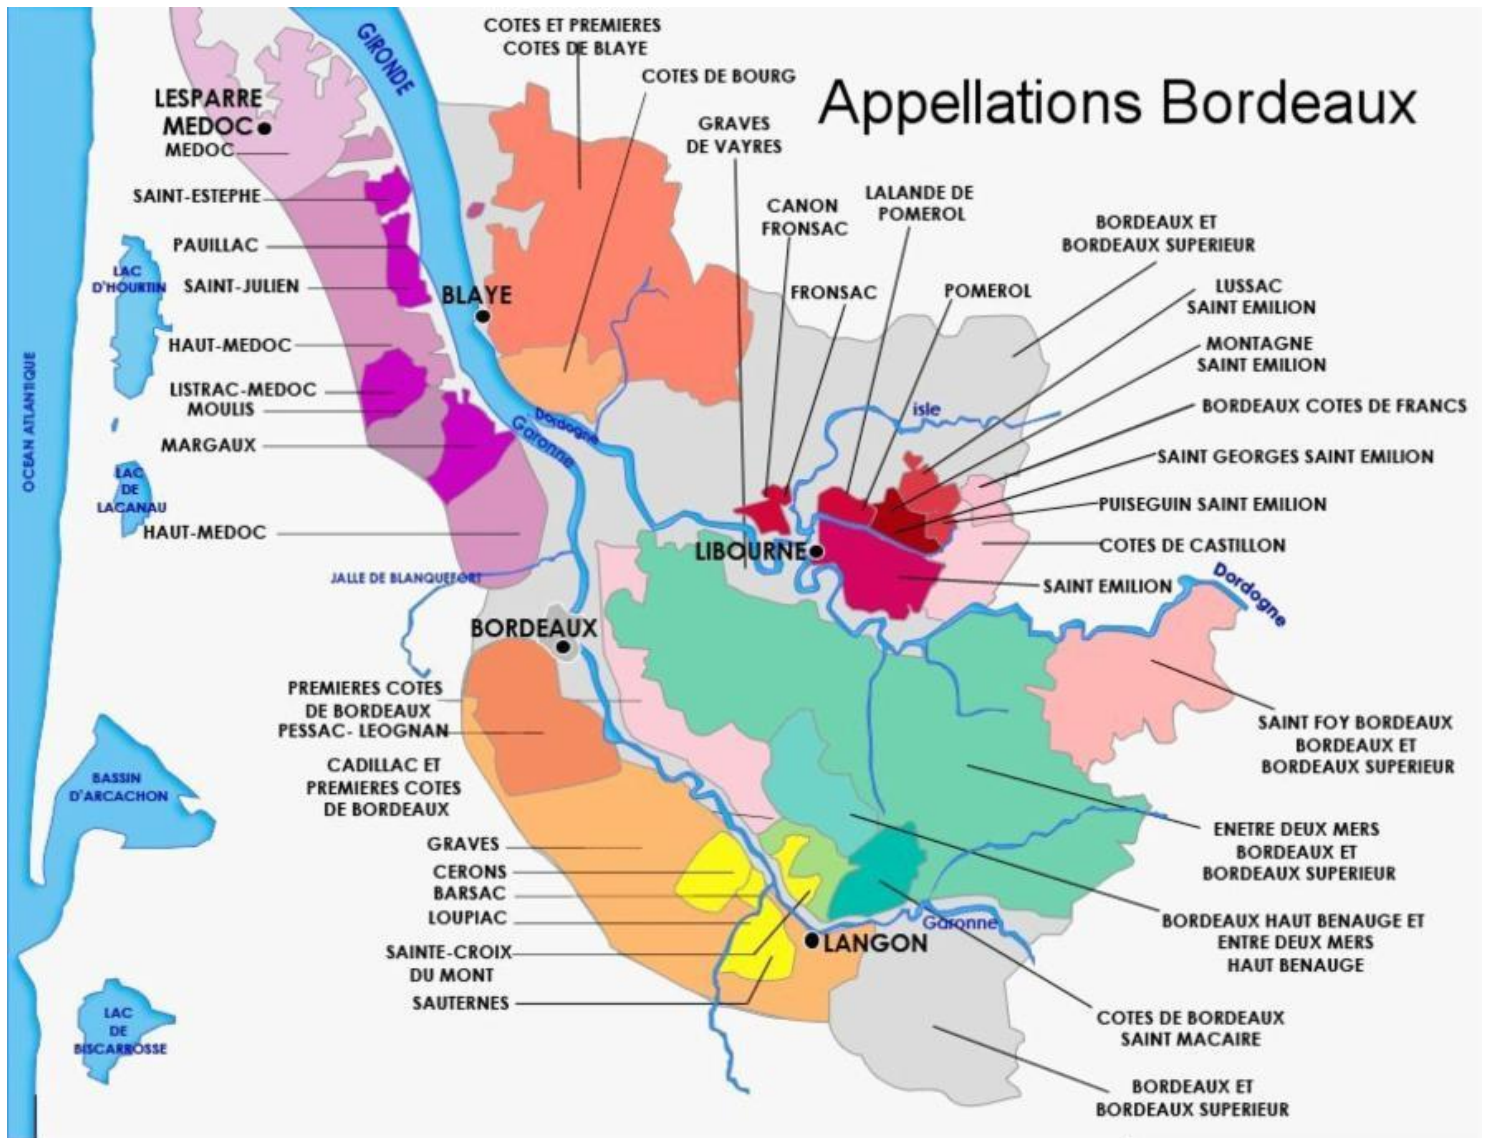 Appellations Bordeaux
COTES ET PREMIERES
COTES DE BLAYE
GIRONDE
COTES DE BOURG
LESPARRE
MEDOC
MEDOC
GRAVES
DE VAYRES
SAINT-ESTEPHE
CANON
FRONSAC
LALANDE DE
POMEROL
BORDEAUX ET
BORDEAUX SUPERIEUR
PAUILLAC
LAC
D'HOURTIN
SAINT-JULIEN
BLAYE
FRONSAC
POMEROL
LUSSAC
SAINT EMILION
HAUT-MEDOC
MONTAGNE
SAINT EMILION
OCEAN ATLANTIQUE
LISTRAC-MEDOC
MOULIS
Dordogne
Garonne
isle
BORDEAUX COTES DE FRANCS
MARGAUX
SAINT GEORGES SAINT EMILION
LAC
DE
LACANAU
PUISEGUIN SAINT EMILION
HAUT-MEDOC
LIBOURNE
COTES DE CASTILLON
JALLE DE BLANQUEFORT
SAINT EMILION
Dordogne
BORDEAUX
PREMIERES COTES
DE BORDEAUX
PESSAC- LEOGNAN
SAINT FOY BORDEAUX
BORDEAUX ET
BORDEAUX SUPERIEUR
CADILLAC ET
PREMIERES COTES
DE BORDEAUX
BASSIN
D'ARCACHON
ENETRE DEUX MERS
BORDEAUX ET
BORDEAUX SUPERIEUR
GRAVES
CERONS
BARSAC
LOUPIAC
Garonne
BORDEAUX HAUT BENAUGE ET
ENTRE DEUX MERS
HAUT BENAUGE
LANGON
SAINTE-CROIX
DU MONT
SAUTERNES
LAC
DE
BISCARROSSE
COTES DE BORDEAUX
SAINT MACAIRE
BORDEAUX ET
BORDEAUX SUPERIEUR